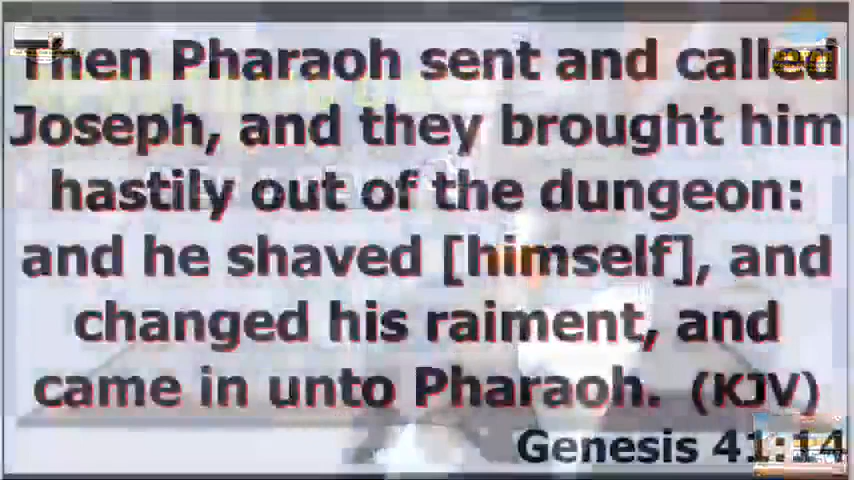 Then Pharaoh sent and called
Joseph, and they brought him
hastily out of the dungeon:
and he shaved [himself], and
changed his raiment, and
came in unto Pharaoh. (KJV)
Genesis 41:14